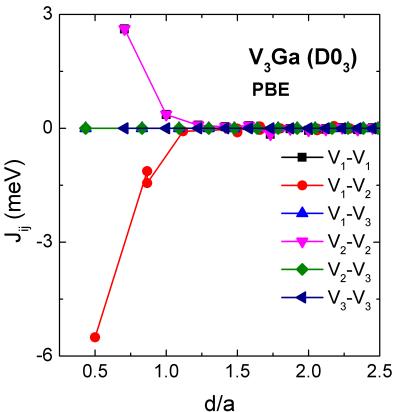 3
0
-3
-6
J_ij (meV)
V₃Ga (D0₃)
PBE
V₁-V₁
V₁-V₂
V₁-V₃
V₂-V₂
V₂-V₃
V₃-V₃
0.5 1.0 1.5 2.0 2.5
d/a